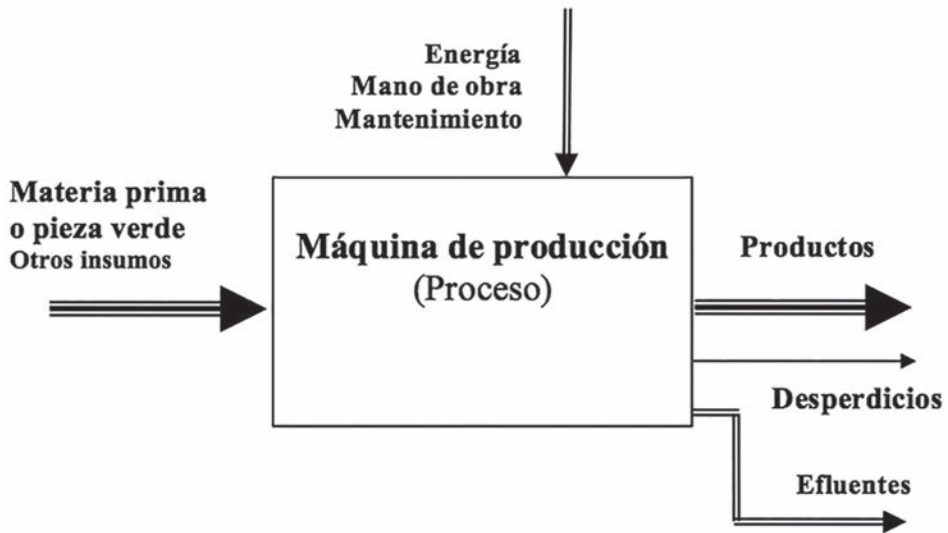 Energía
Mano de obra
Mantenimiento
Materia prima
o pieza verde
Otros insumos
Máquina de producción
(Proceso)
Productos
Desperdicios
Efluentes